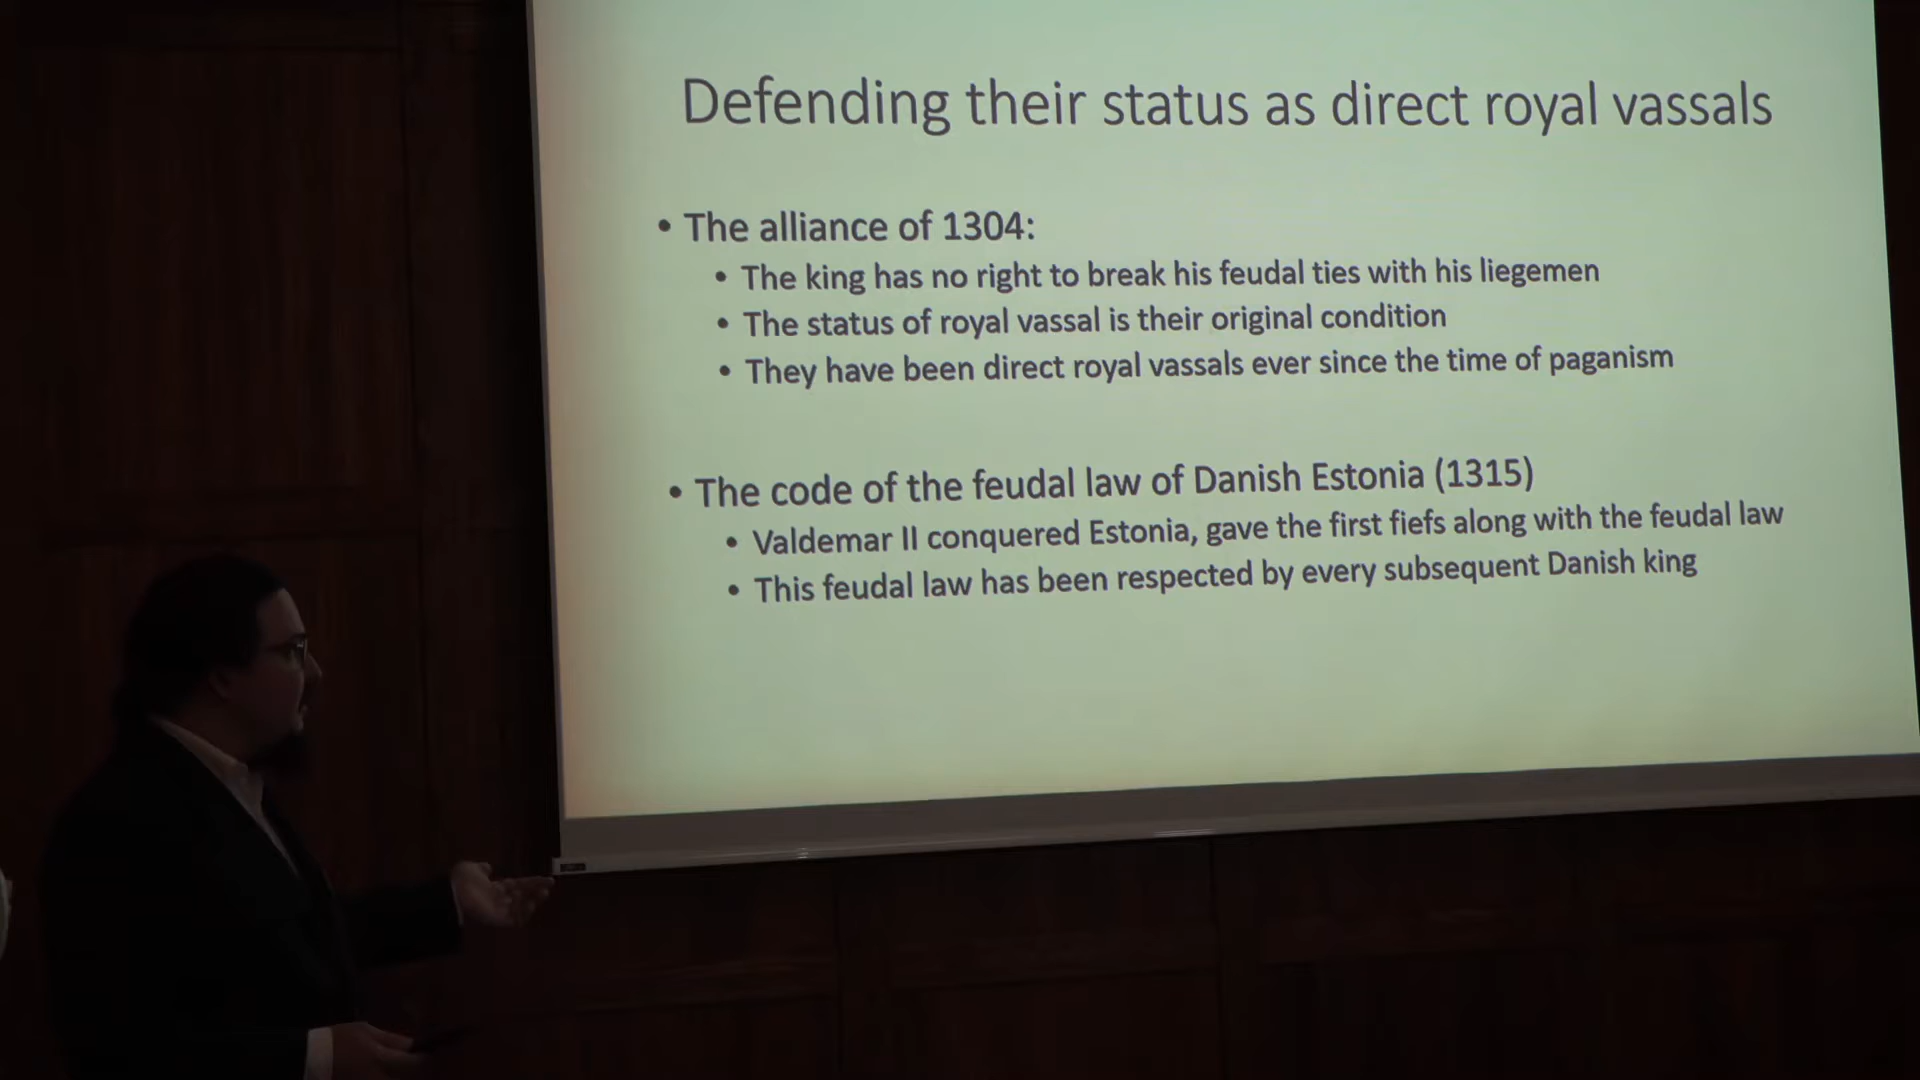 Defending their status as direct royal vassals
• The alliance of 1304:
• The king has no right to break his feudal ties with his liegemen
• The status of royal vassal is their original condition
• They have been direct royal vassals ever since the time of paganism
• The code of the feudal law of Danish Estonia (1315)
• Valdemar II conquered Estonia, gave the first fiefs along with the feudal law
• This feudal law has been respected by every subsequent Danish king